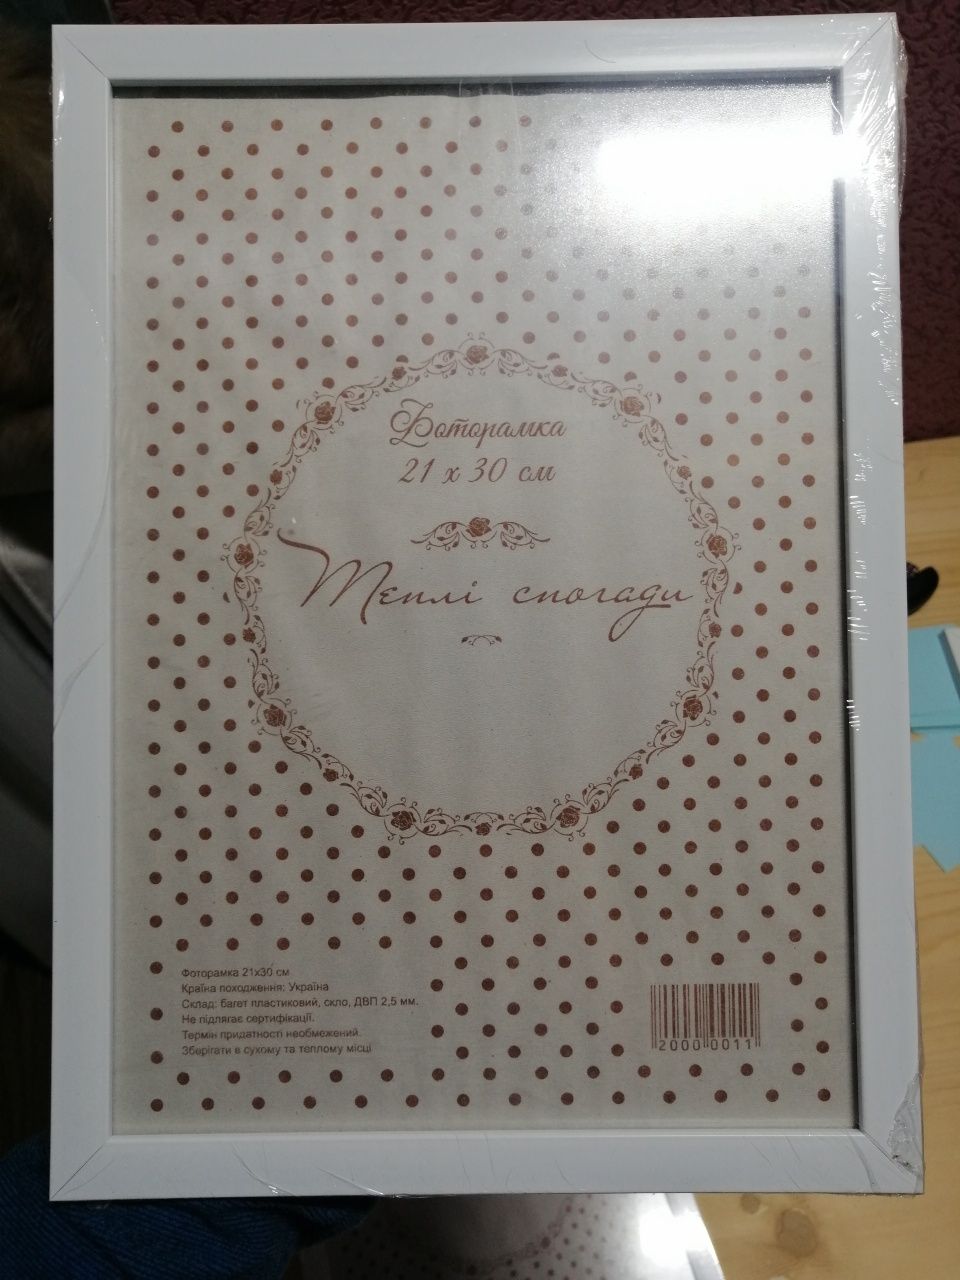 Фоторамка
21 х 30 см
Теплі спогади
Фоторамка 21х30 см
Країна походження: Україна
Склад: багет пластиковий, скло, ДВП 2,5 мм.
Не підлягає сертифікації.
Термін придатності необмежений.
Зберігати в сухому та теплому місці
2000 0011